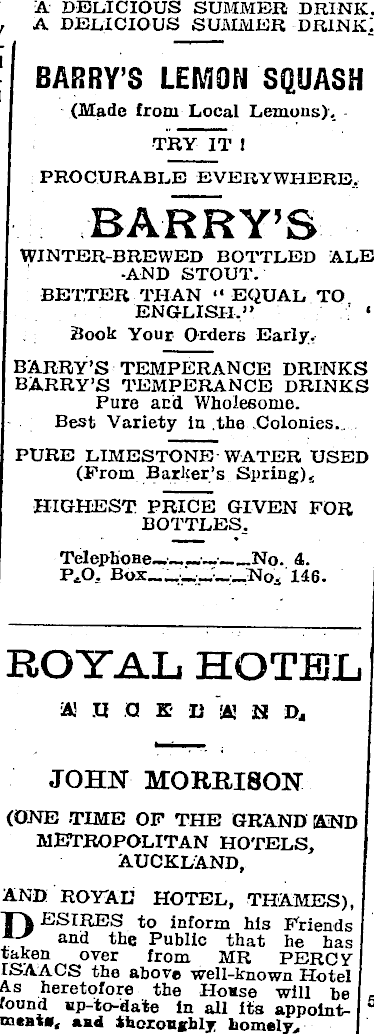 A DELICIOUS SUMMER DRINK.
A DELICIOUS SUMMER DRINK.
BARRY'S LEMON SQUASH
(Made from Local Lemons).
TRY IT!
PROCURABLE EVERYWHERE.
BARRY'S
WINTER-BREWED BOTTLED ALE
AND STOUT.
BETTER THAN "EQUAL TO
ENGLISH."
Book Your Orders Early.
BARRY'S TEMPERANCE DRINKS
BARRY'S TEMPERANCE DRINKS
Pure and Wholesome.
Best Variety in the Colonies.
PURE LIMESTONE WATER USED
(From Barker's Spring).
HIGHEST PRICE GIVEN FOR
BOTTLES.
Telephone—.—.—.—.—No. 4.
P.O. Box—.—.—.—.—No. 146.
ROYAL HOTEL
AUCKLAND.
JOHN MORRISON
(ONE TIME OF THE GRAND AND
METROPOLITAN HOTELS,
AUCKLAND,
AND ROYAL HOTEL, THAMES),
DESIRES to inform his Friends
and the Public that he has
taken over from MR PERCY
ISAACS the above well-known Hotel
As heretofore the House will be
found up-to-date in all its appoint-
ments, and thoroughly homely.